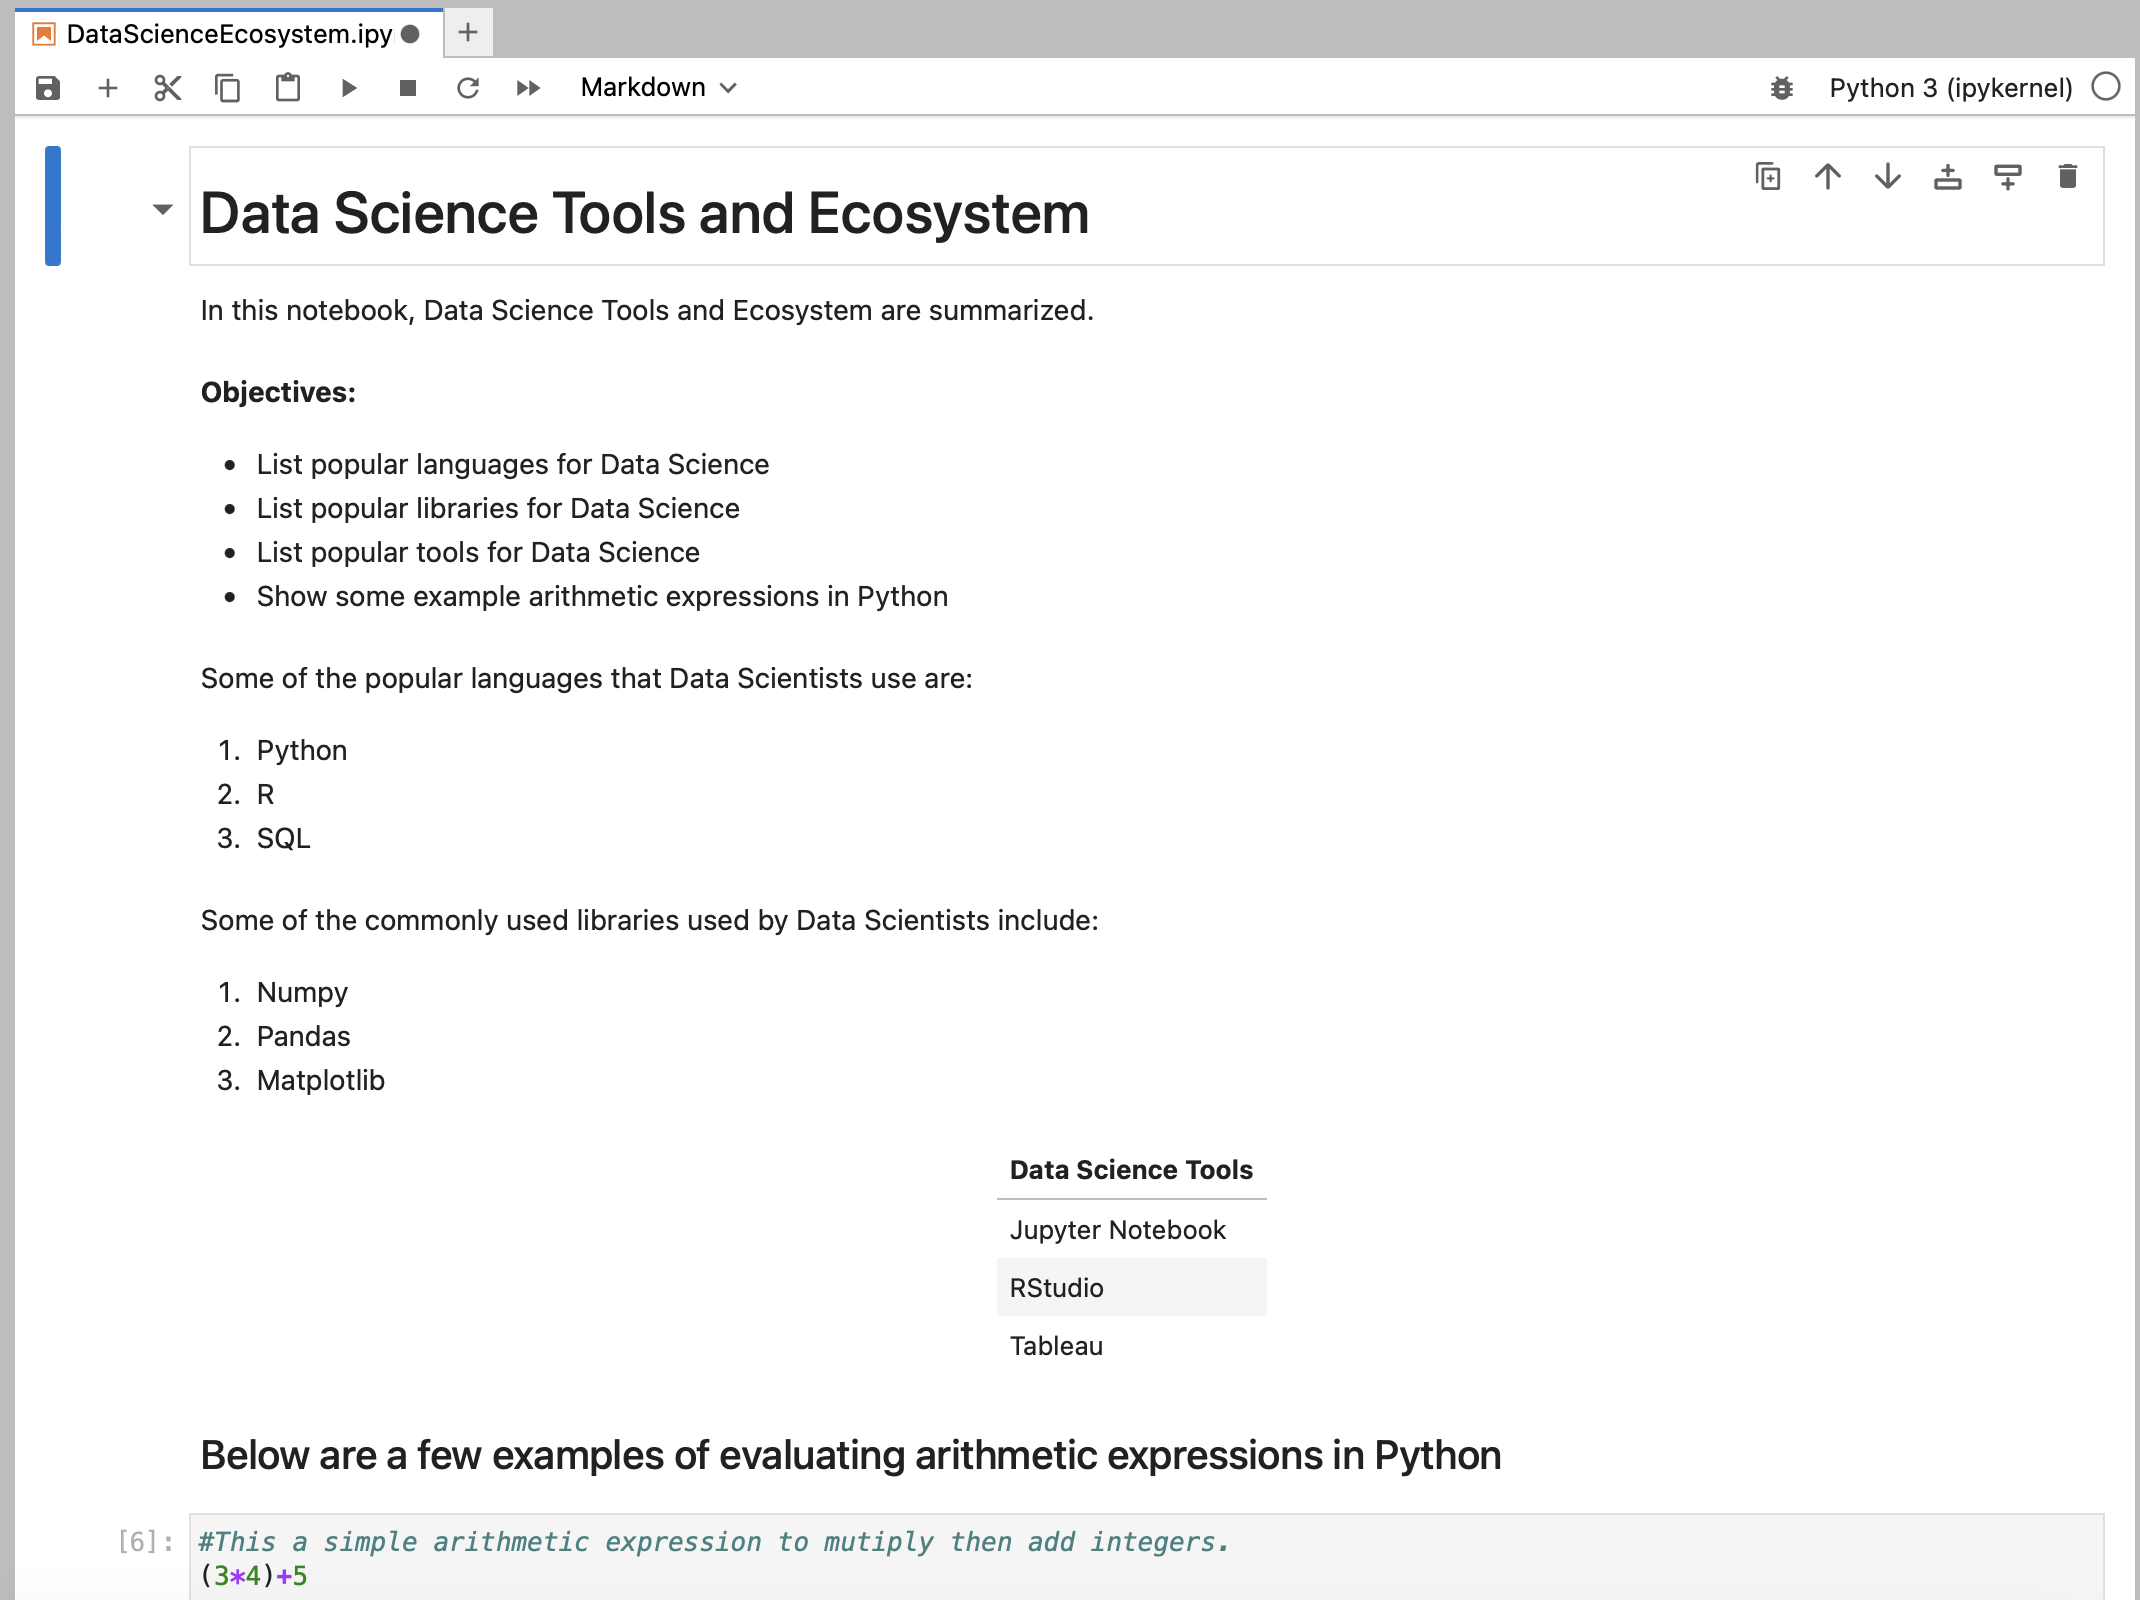 DataScienceEcosystem.ipy
Markdown
Python 3 (ipykernel)
Data Science Tools and Ecosystem
In this notebook, Data Science Tools and Ecosystem are summarized.
Objectives:
• List popular languages for Data Science
• List popular libraries for Data Science
• List popular tools for Data Science
• Show some example arithmetic expressions in Python
Some of the popular languages that Data Scientists use are:
1. Python
2. R
3. SQL
Some of the commonly used libraries used by Data Scientists include:
1. Numpy
2. Pandas
3. Matplotlib
Data Science Tools
Jupyter Notebook
RStudio
Tableau
Below are a few examples of evaluating arithmetic expressions in Python
[6]: #This a simple arithmetic expression to mutiply then add integers.
(3*4)+5